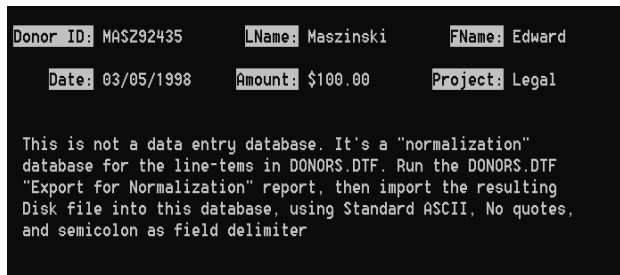 Donor ID: MASZ92435 LName: Maszinski FName: Edward
Date: 03/05/1998 Amount: $100.00 Project: Legal
This is not a data entry database. It's a "normalization"
database for the line-tems in DONORS.DTF. Run the DONORS.DTF
"Export for Normalization" report, then import the resulting
Disk file into this database, using Standard ASCII, No quotes,
and semicolon as field delimiter